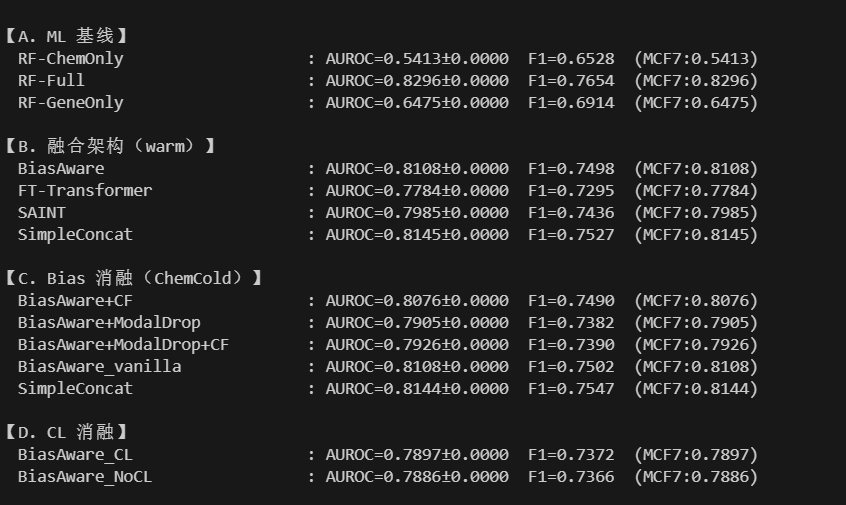 【A. ML 基线】
RF-ChemOnly : AUROC=0.5413±0.0000 F1=0.6528 (MCF7:0.5413)
RF-Full : AUROC=0.8296±0.0000 F1=0.7654 (MCF7:0.8296)
RF-GeneOnly : AUROC=0.6475±0.0000 F1=0.6914 (MCF7:0.6475)
【B. 融合架构（warm）】
BiasAware : AUROC=0.8108±0.0000 F1=0.7498 (MCF7:0.8108)
FT-Transformer : AUROC=0.7784±0.0000 F1=0.7295 (MCF7:0.7784)
SAINT : AUROC=0.7985±0.0000 F1=0.7436 (MCF7:0.7985)
SimpleConcat : AUROC=0.8145±0.0000 F1=0.7527 (MCF7:0.8145)
【C. Bias 消融（ChemCold）】
BiasAware+CF : AUROC=0.8076±0.0000 F1=0.7490 (MCF7:0.8076)
BiasAware+ModalDrop : AUROC=0.7905±0.0000 F1=0.7382 (MCF7:0.7905)
BiasAware+ModalDrop+CF : AUROC=0.7926±0.0000 F1=0.7390 (MCF7:0.7926)
BiasAware_vanilla : AUROC=0.8108±0.0000 F1=0.7502 (MCF7:0.8108)
SimpleConcat : AUROC=0.8144±0.0000 F1=0.7547 (MCF7:0.8144)
【D. CL 消融】
BiasAware_CL : AUROC=0.7897±0.0000 F1=0.7372 (MCF7:0.7897)
BiasAware_NoCL : AUROC=0.7886±0.0000 F1=0.7366 (MCF7:0.7886)